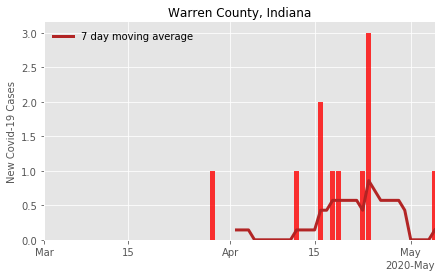 Warren County, Indiana
7 day moving average
New Covid-19 Cases
3.0
2.5
2.0
1.5
1.0
0.5
0.0
Mar 15 Apr 15 May
2020-May